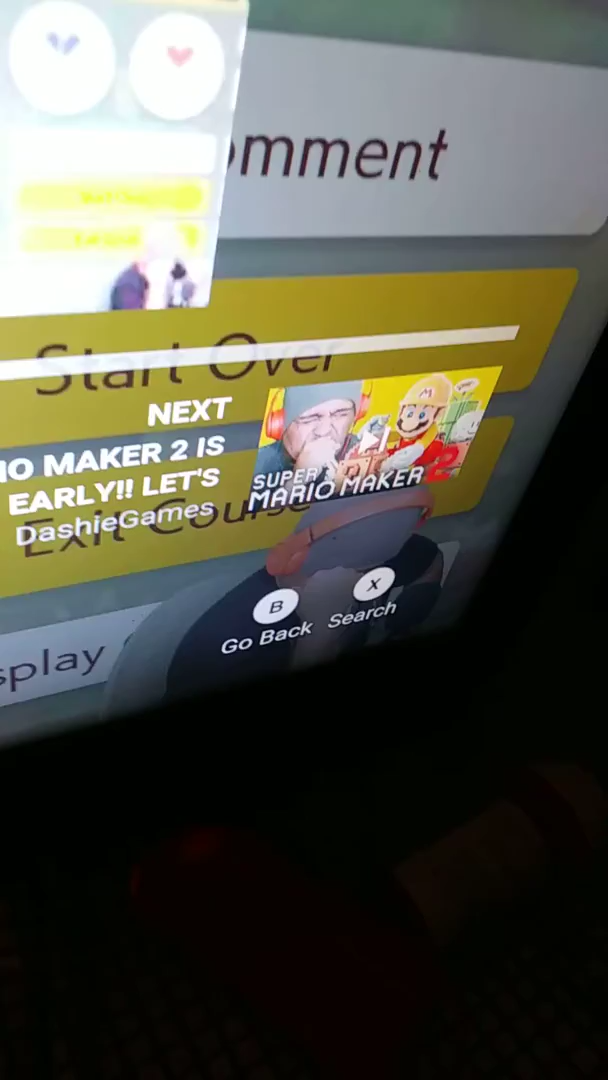 omment
Start Over
NEXT
IO MAKER 2 IS
EARLY!! LET'S
DashieGames
SUPER
MARIO MAKER 2
Exit Course
B
X
Go Back
Search
splay